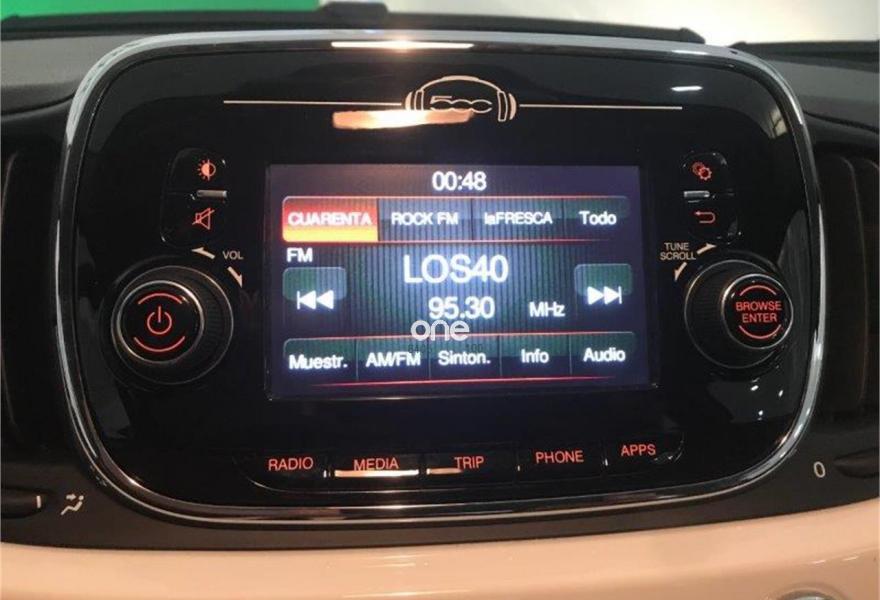 500
00:48
CUARENTA ROCK FM laFRESCA Todo
VOL
TUNE
SCROLL
FM
LOS40
95.30 MHz
BROWSE
ENTER
one
Muestr. AM/FM Sinton. Info Audio
RADIO MEDIA TRIP PHONE APPS
0